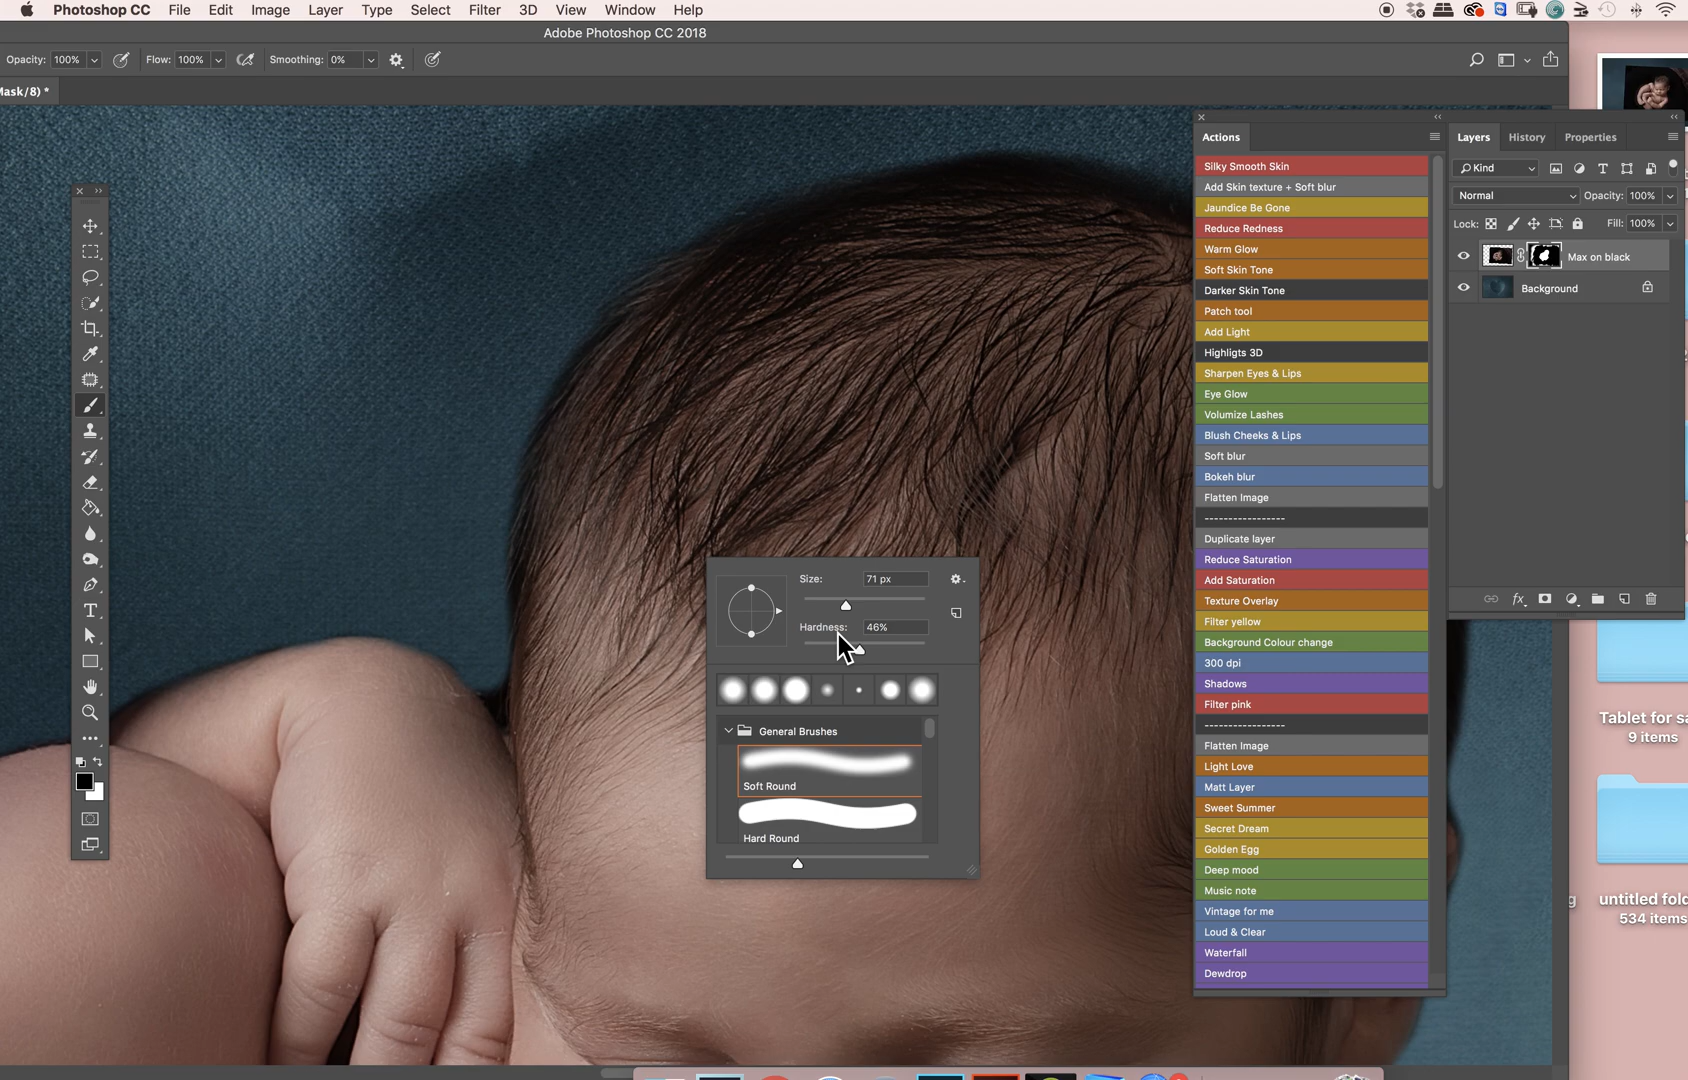 Photoshop CC File Edit Image Layer Type Select Filter 3D View Window Help
Adobe Photoshop CC 2018
Opacity: 100% Flow: 100% Smoothing: 0%
Mask/8) *
Actions
Silky Smooth Skin
Add Skin texture + Soft blur
Jaundice Be Gone
Reduce Redness
Warm Glow
Soft Skin Tone
Darker Skin Tone
Patch tool
Add Light
Highligts 3D
Sharpen Eyes & Lips
Eye Glow
Volumize Lashes
Blush Cheeks & Lips
Soft blur
Bokeh blur
Flatten Image
-----------------
Duplicate layer
Reduce Saturation
Add Saturation
Texture Overlay
Filter yellow
Background Colour change
300 dpi
Shadows
Filter pink
-----------------
Flatten Image
Light Love
Matt Layer
Sweet Summer
Secret Dream
Golden Egg
Deep mood
Music note
Vintage for me
Loud & Clear
Waterfall
Dewdrop
Layers History Properties
Kind
Normal Opacity: 100%
Lock: Fill: 100%
Max on black
Background
fx
Size: 71 px
Hardness: 46%
General Brushes
Soft Round
Hard Round
Tablet for sa
9 items
g untitled fold
534 items